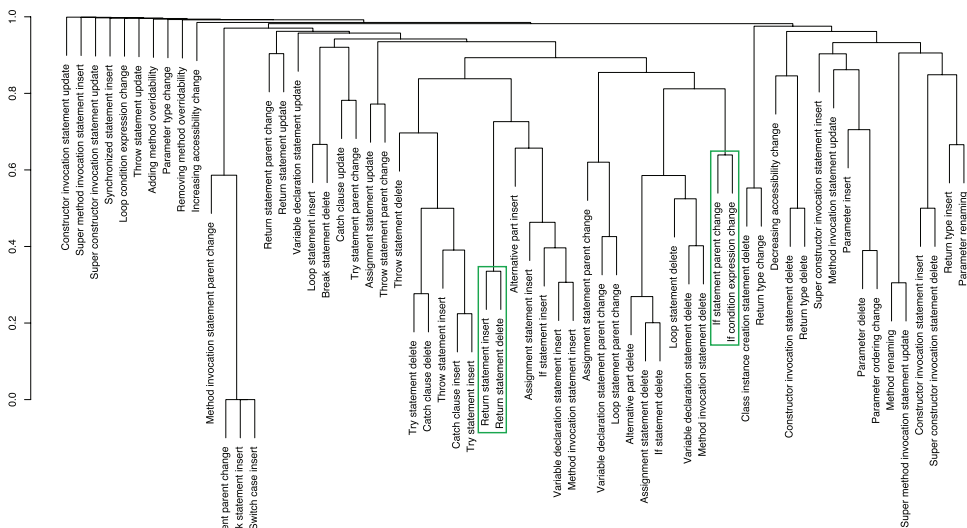 1.0
0.8
0.6
0.4
0.2
0.0
Constructor invocation statement update
Super method invocation statement insert
Super constructor invocation statement update
Synchronized statement insert
Loop condition expression change
Throw statement update
Adding method overidability
Parameter type change
Removing method overridability
Increasing accessibility change
Method invocation statement parent change
ent parent change
k statement insert
Switch case insert
Return statement parent change
Return statement update
Variable declaration statement update
Loop statement insert
Break statement delete
Catch clause update
Try statement parent change
Assignment statement update
Throw statement parent change
Throw statement delete
Try statement delete
Catch clause delete
Throw statement insert
Catch clause insert
Try statement insert
Return statement insert
Return statement delete
Alternative part insert
Assignment statement insert
If statement insert
Variable declaration statement insert
Method invocation statement insert
Assignment statement parent change
Variable declaration parent change
Loop statement parent change
Alternative part delete
Assignment statement delete
If statement delete
Loop statement delete
Variable declaration statement delete
Method invocation statement delete
If statement parent change
If condition expression change
Class instance creation statement delete
Return type change
Decreasing accessibility change
Constructor invocation statement delete
Return type delete
Super constructor invocation statement insert
Method invocation statement update
Parameter insert
Parameter delete
Parameter ordering change
Method renaming
Super method invocation statement update
Constructor invocation statement insert
Super constructor invocation statement delete
Return type insert
Parameter renaming